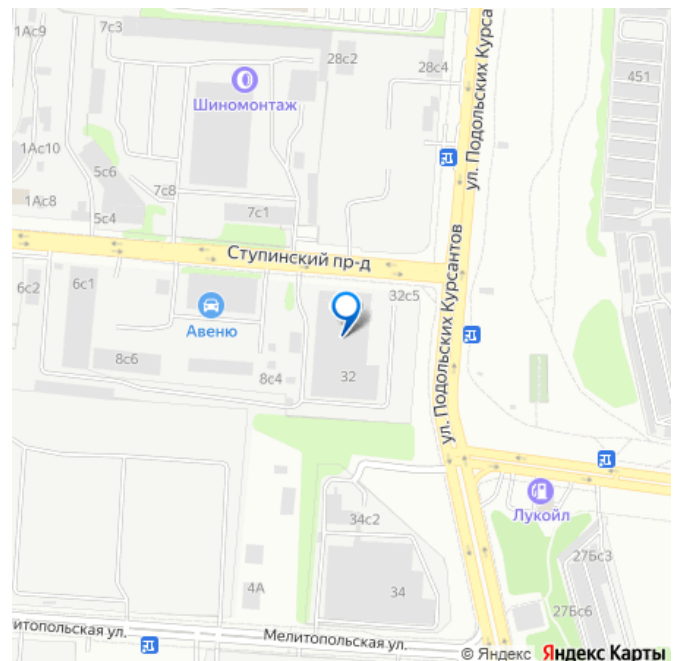 1Ас9
7с3
28с2
28с4
ул. Подольских Курса
451
Шиномонтаж
1Ас10
5с6
7с8
1Ас8
5с4
7с1
Ступинский пр-д
ул. Подольских Курсантов
6с2
6с1
32с5
Авеню
8с6
8с4
32
Лукойл
34с2
27Бс3
4А
34
27Бс6
итопольская ул.
Мелитопольская ул.
© Яндекс Яндекс Карты